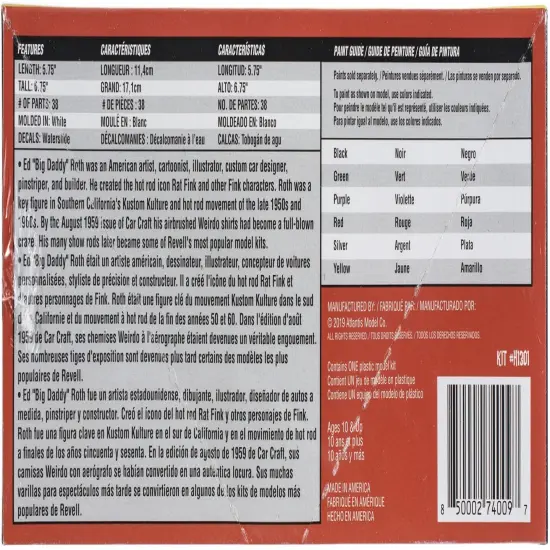 FEATURES CARACTÉRISTIQUES CARACTERÍSTICAS
LENGTH: 5.75" LONGUEUR : 11,4cm LONGITUD: 5.75"
TALL: 6.75" GRAND: 17,1cm ALTO: 6.75"
# OF PARTS: 38 # DE PIÈCES : 38 NO. DE PARTES: 38
MOLDED IN: White MOULÉ EN : Blanc MOLDEADO EN: Blanco
DECALS: Waterslide DÉCALCOMANIES : Décalcomanie à l'eau CALCAS: Tobogán de agu
• Ed "Big Daddy" Roth was an American artist, cartoonist, illustrator, custom car designer,
pinstriper, and builder. He created the hot rod icon Rat Fink and other Fink characters. Roth was a
key figure in Southern California's Kustom Kulture and hot rod movement of the late 1950s and
1960s. By the August 1959 issue of Car Craft his airbrushed Weirdo shirts had become a full-blown
craze. His many show rods later became some of Revell's most popular model kits.
• Ed "Big Daddy" Roth était un artiste américain, dessinateur, illustrateur, concepteur de voitures
personnalisées, styliste de précision et constructeur. Il a créé l'icône du hot rod Rat Fink et
d'autres personnages de Fink. Roth était une figure clé du mouvement Kustom Kulture dans le sud
de la Californie et du mouvement à hot rod de la fin des années 50 et 60. Dans l'édition d'août
1959 de Car Craft, ses chemises Weirdo à l'aérographe étaient devenues un véritable engouement.
Ses nombreuses tiges d'exposition sont devenues plus tard certains des modèles les plus
populaires de Revell.
• Ed "Big Daddy" Roth fue un artista estadounidense, dibujante, ilustrador, diseñador de autos a
medida, pinstriper y constructor. Creó el ícono del hot rod Rat Fink y otros personajes de Fink.
Roth fue una figura clave en Kustom Kulture en el sur de California y en el movimiento de hot rod
a finales de los años cincuenta y sesenta. En la edición de agosto de 1959 de Car Craft, sus
camisas Weirdo con aerógrafo se habían convertido en una auténtica locura. Sus muchas
varillas para espectáculos más tarde se convirtieron en algunos de los kits de modelos más
populares de Revell.
PAINT GUIDE / GUIDE DE PEINTURE / GUÍA DE PINTURA
Paints sold separately. / Peintures vendues séparément. / Las pinturas se venden por separado.
To paint as shown on model, use colors indicated.
Pour peindre le modèle tel qu'il est représenté, utiliser les couleurs indiquées.
Para pintar igual al modelo, use los colores indicados.
Black Noir Negro
Green Vert Verde
Purple Violette Púrpura
Red Rouge Roja
Silver Argent Plata
Yellow Jaune Amarillo
MANUFACTURED BY: / FABRIQUÉ PAR: / MANUFACTURADO POR:
© 2019 Atlantis Model Co.
ALL RIGHTS RESERVED. / TOUS DROITS RÉSERVÉS. / TODOS LOS DERECHOS RESERVADOS.
KIT #H1301
Contains ONE plastic model kit
Contient UN jeu de modèle en plastique
Contiene UN equipo del modelo de plástico
Ages 10 & Up
10 ans et plus
10 años y más
MADE IN AMERICA
FABRIQUÉ EN AMÉRIQUE
HECHO EN AMÉRICA
8 50002 74009 7